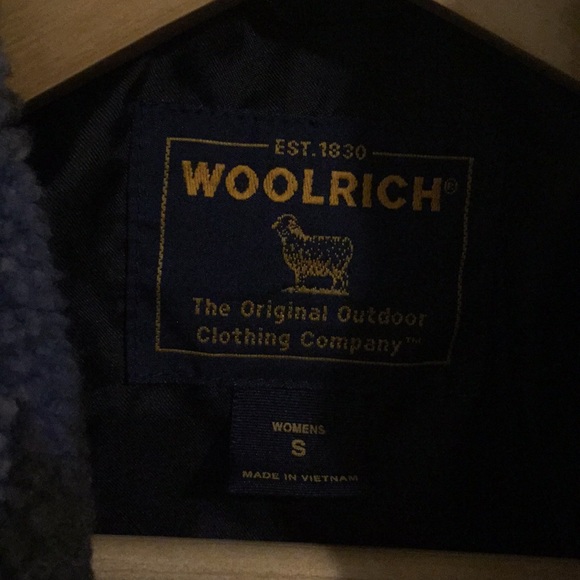 EST. 1830
WOOLRICH®
The Original Outdoor
Clothing Company™
WOMENS
S
MADE IN VIETNAM